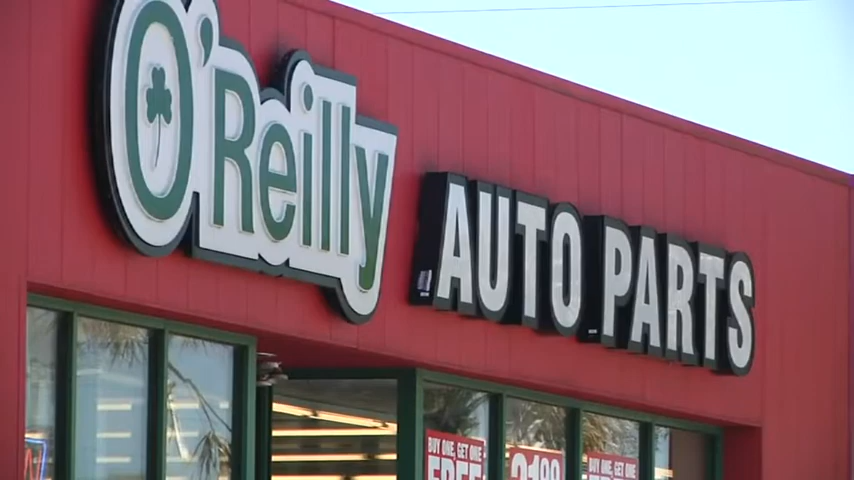 O'Reilly
AUTO PARTS
BUY ONE, GET ONE
FREE
BUY ONE, GET ONE